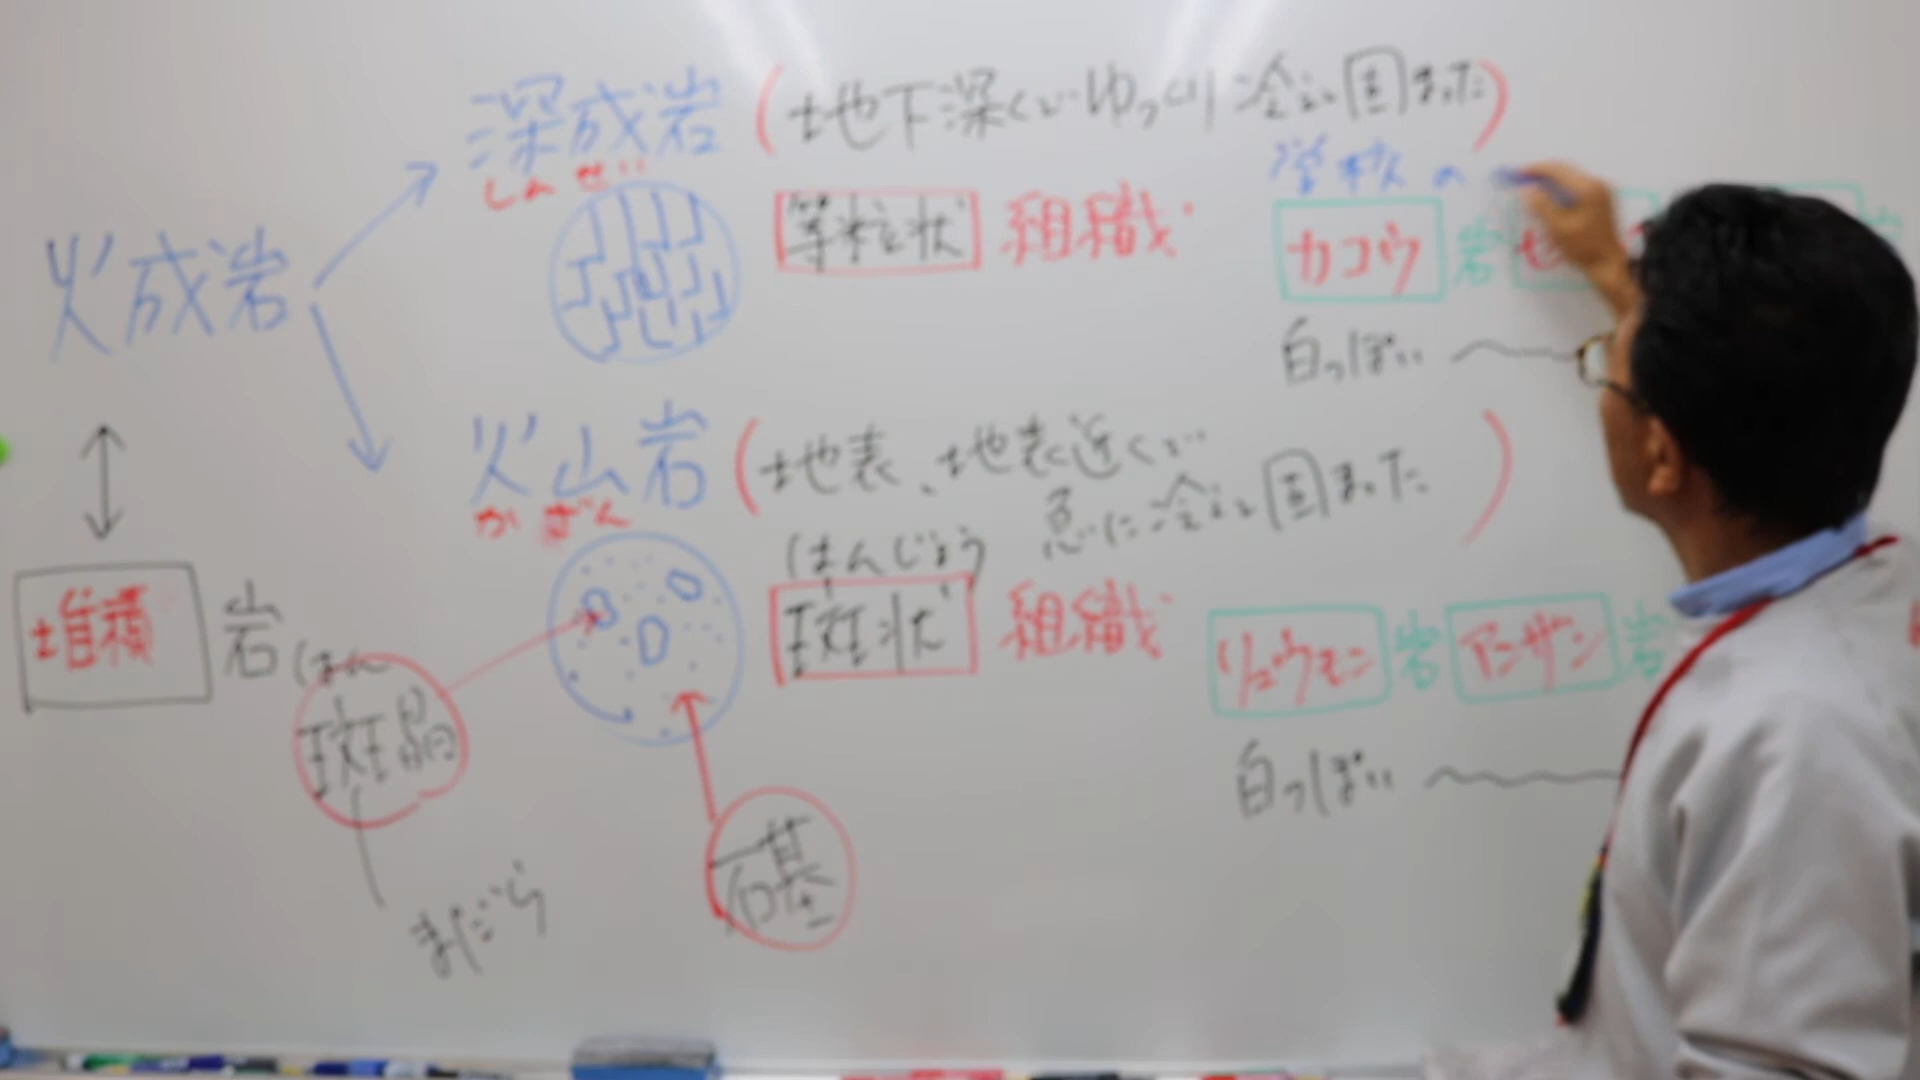 深成岩 (地下深くでゆっくり冷えて固まった)
しんせい
学校の
等粒状 組織
カコウ 岩
白っぽい
火成岩
火山岩 (地表、地表近くで
かざん
急に冷えて固まった)
はんじょう
斑状 組織
リュウモン 岩 アンザン 岩
白っぽい
堆積 岩
はん
斑晶
まだら
石基